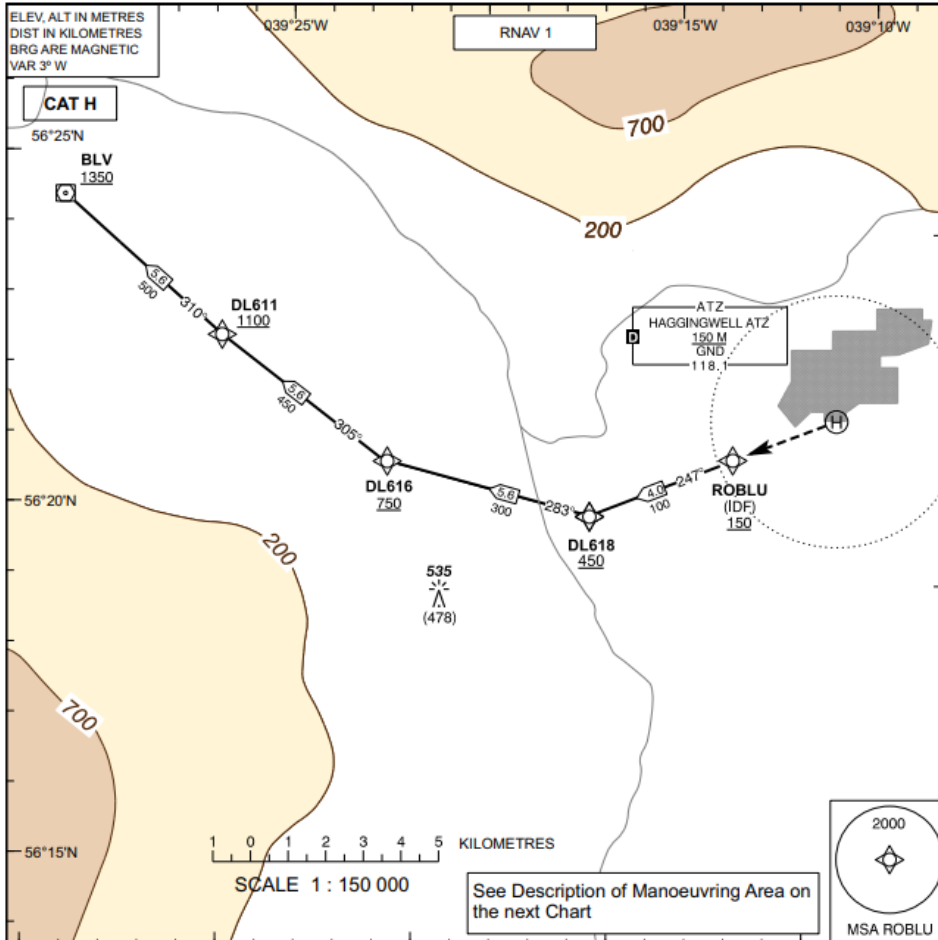 ELEV, ALT IN METRES
DIST IN KILOMETRES
BRG ARE MAGNETIC
VAR 3º W
039°25'W
RNAV 1
039°15'W
039°10'W
CAT H
56°25'N
700
BLV
1350
200
5.6
500
310°
DL611
1100
ATZ
HAGGINGWELL ATZ
150 M
GND
118.1
D
5.6
450
305°
H
DL616
750
5.6
300
283°
4.0
100
247°
ROBLU
(IDF)
150
56°20'N
DL618
450
200
535
(478)
700
1 0 1 2 3 4 5 KILOMETRES
SCALE 1 : 150 000
56°15'N
See Description of Manoeuvring Area on
the next Chart
2000
MSA ROBLU